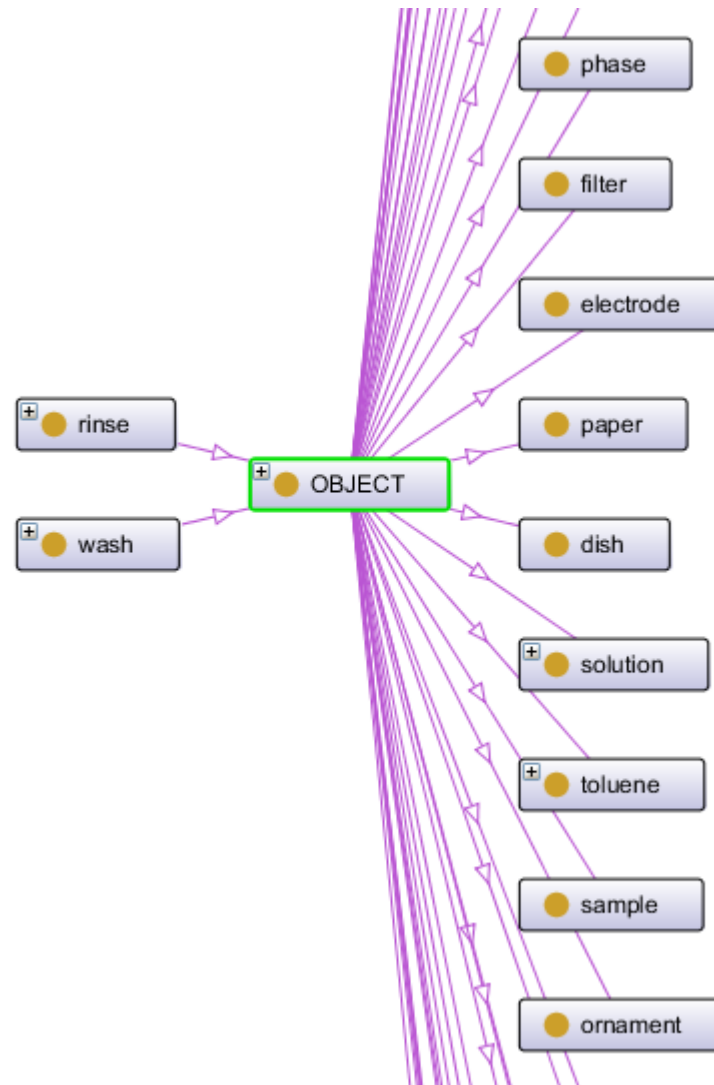 phase
filter
electrode
rinse
paper
OBJECT
wash
dish
solution
toluene
sample
ornament